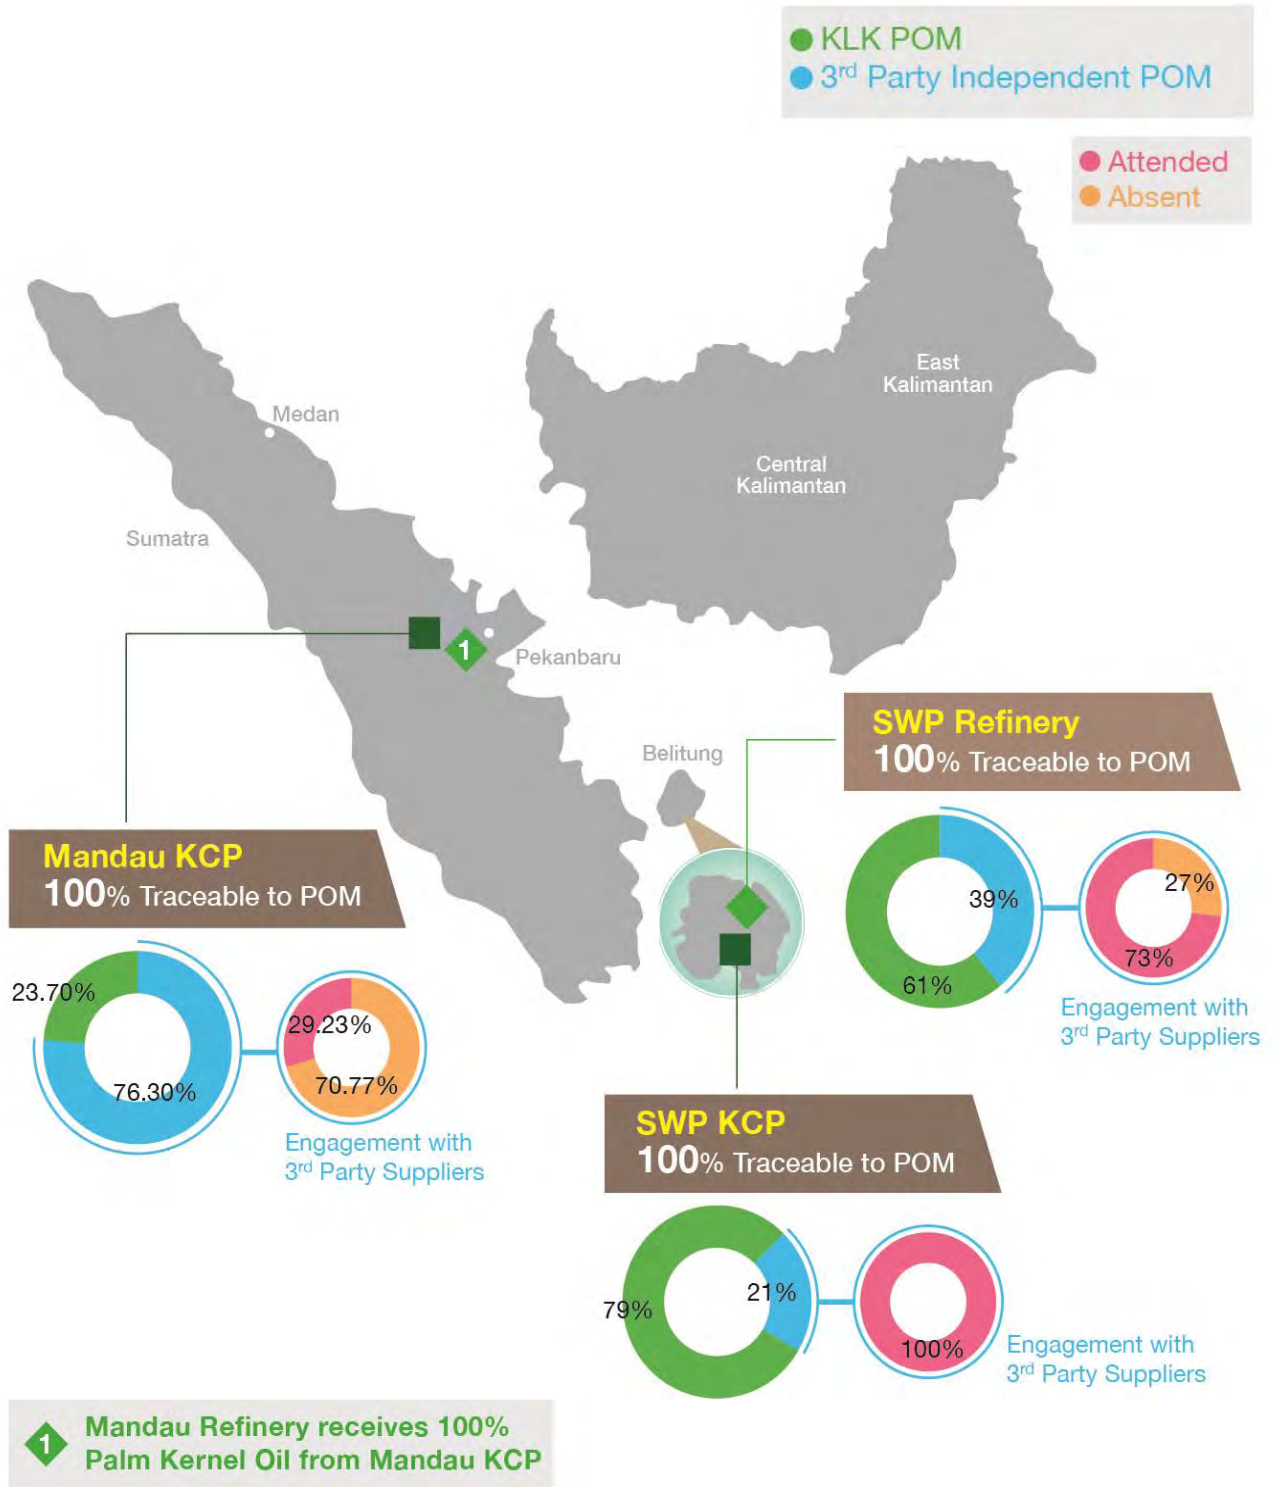 KLK POM
3rd Party Independent POM
Attended
Absent
East
Kalimantan
Medan
Central
Kalimantan
Sumatra
1
Pekanbaru
SWP Refinery
100% Traceable to POM
Belitung
Mandau KCP
100% Traceable to POM
39%
27%
73%
61%
Engagement with
3rd Party Suppliers
23.70%
29.23%
76.30%
70.77%
Engagement with
3rd Party Suppliers
SWP KCP
100% Traceable to POM
79%
21%
100%
Engagement with
3rd Party Suppliers
1
Mandau Refinery receives 100%
Palm Kernel Oil from Mandau KCP